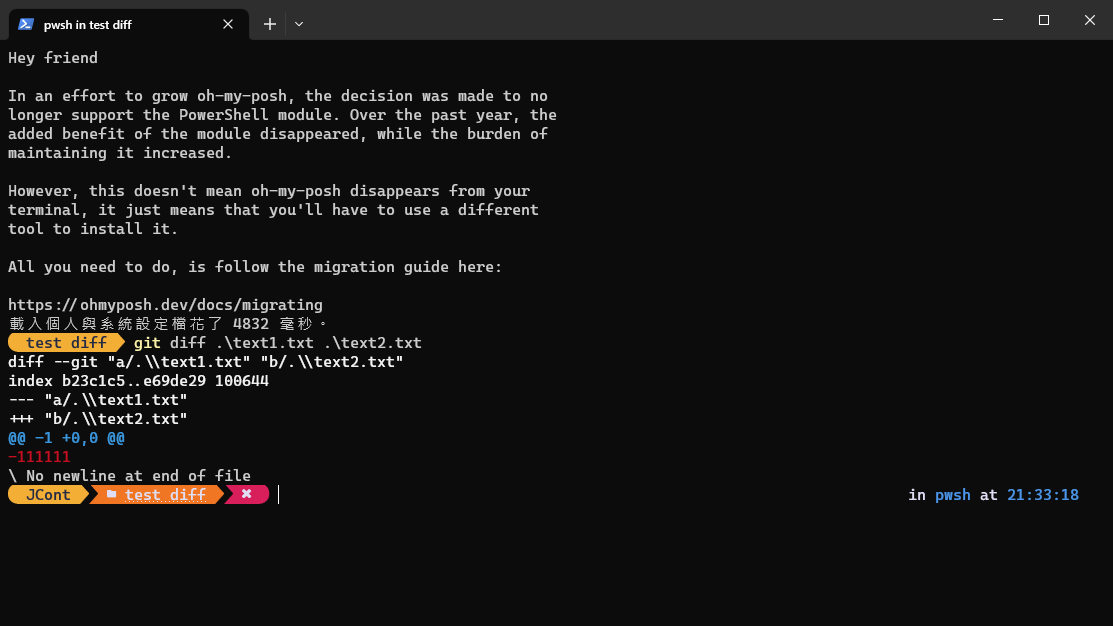 pwsh in test diff
Hey friend
In an effort to grow oh-my-posh, the decision was made to no
longer support the PowerShell module. Over the past year, the
added benefit of the module disappeared, while the burden of
maintaining it increased.
However, this doesn't mean oh-my-posh disappears from your
terminal, it just means that you'll have to use a different
tool to install it.
All you need to do, is follow the migration guide here:
https://ohmyposh.dev/docs/migrating
載入個人與系統設定檔花了 4832 毫秒。
test diff git diff .\text1.txt .\text2.txt
diff --git "a/.\\text1.txt" "b/.\\text2.txt"
index b23c1c5..e69de29 100644
--- "a/.\\text1.txt"
+++ "b/.\\text2.txt"
@@ -1 +0,0 @@
-111111
\ No newline at end of file
JCont test diff ✖ in pwsh at 21:33:18